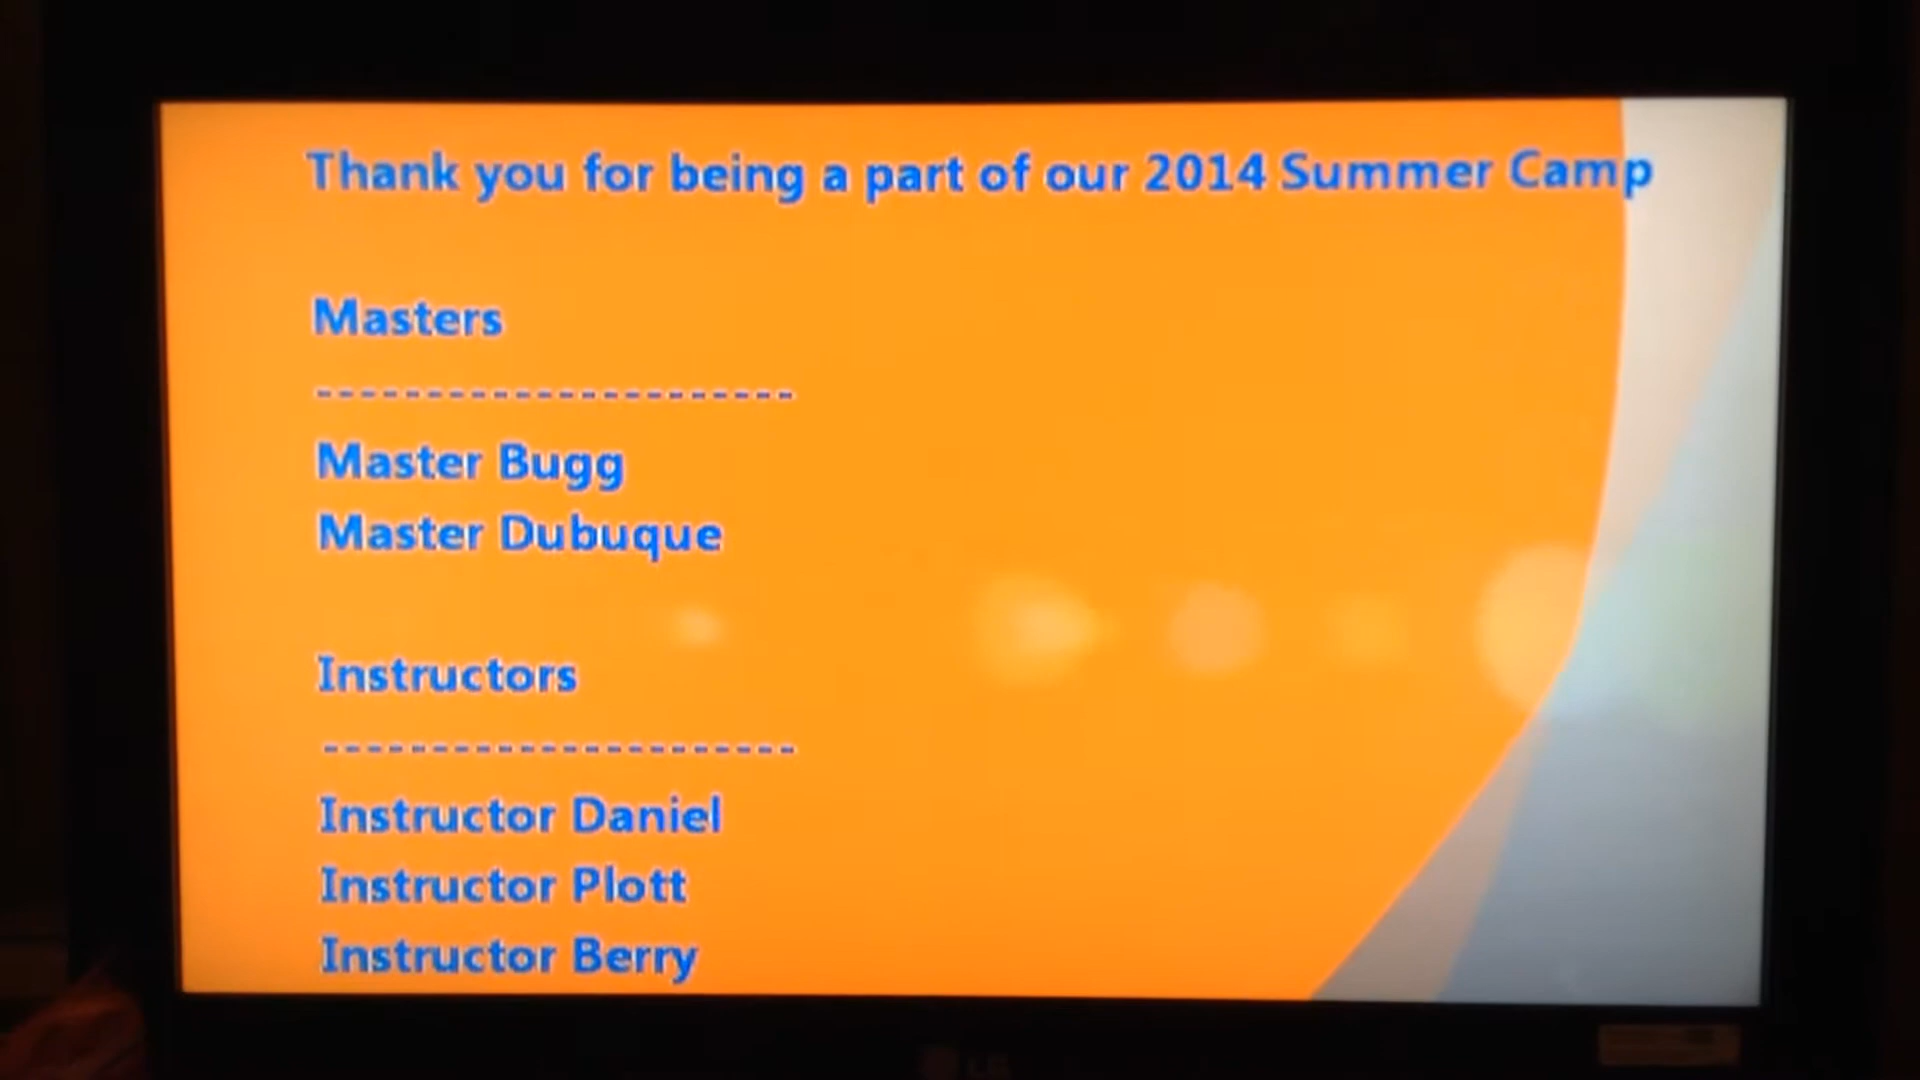 Thank you for being a part of our 2014 Summer Camp
Masters
----------------------
Master Bugg
Master Dubuque
Instructors
----------------------
Instructor Daniel
Instructor Plott
Instructor Berry
LG